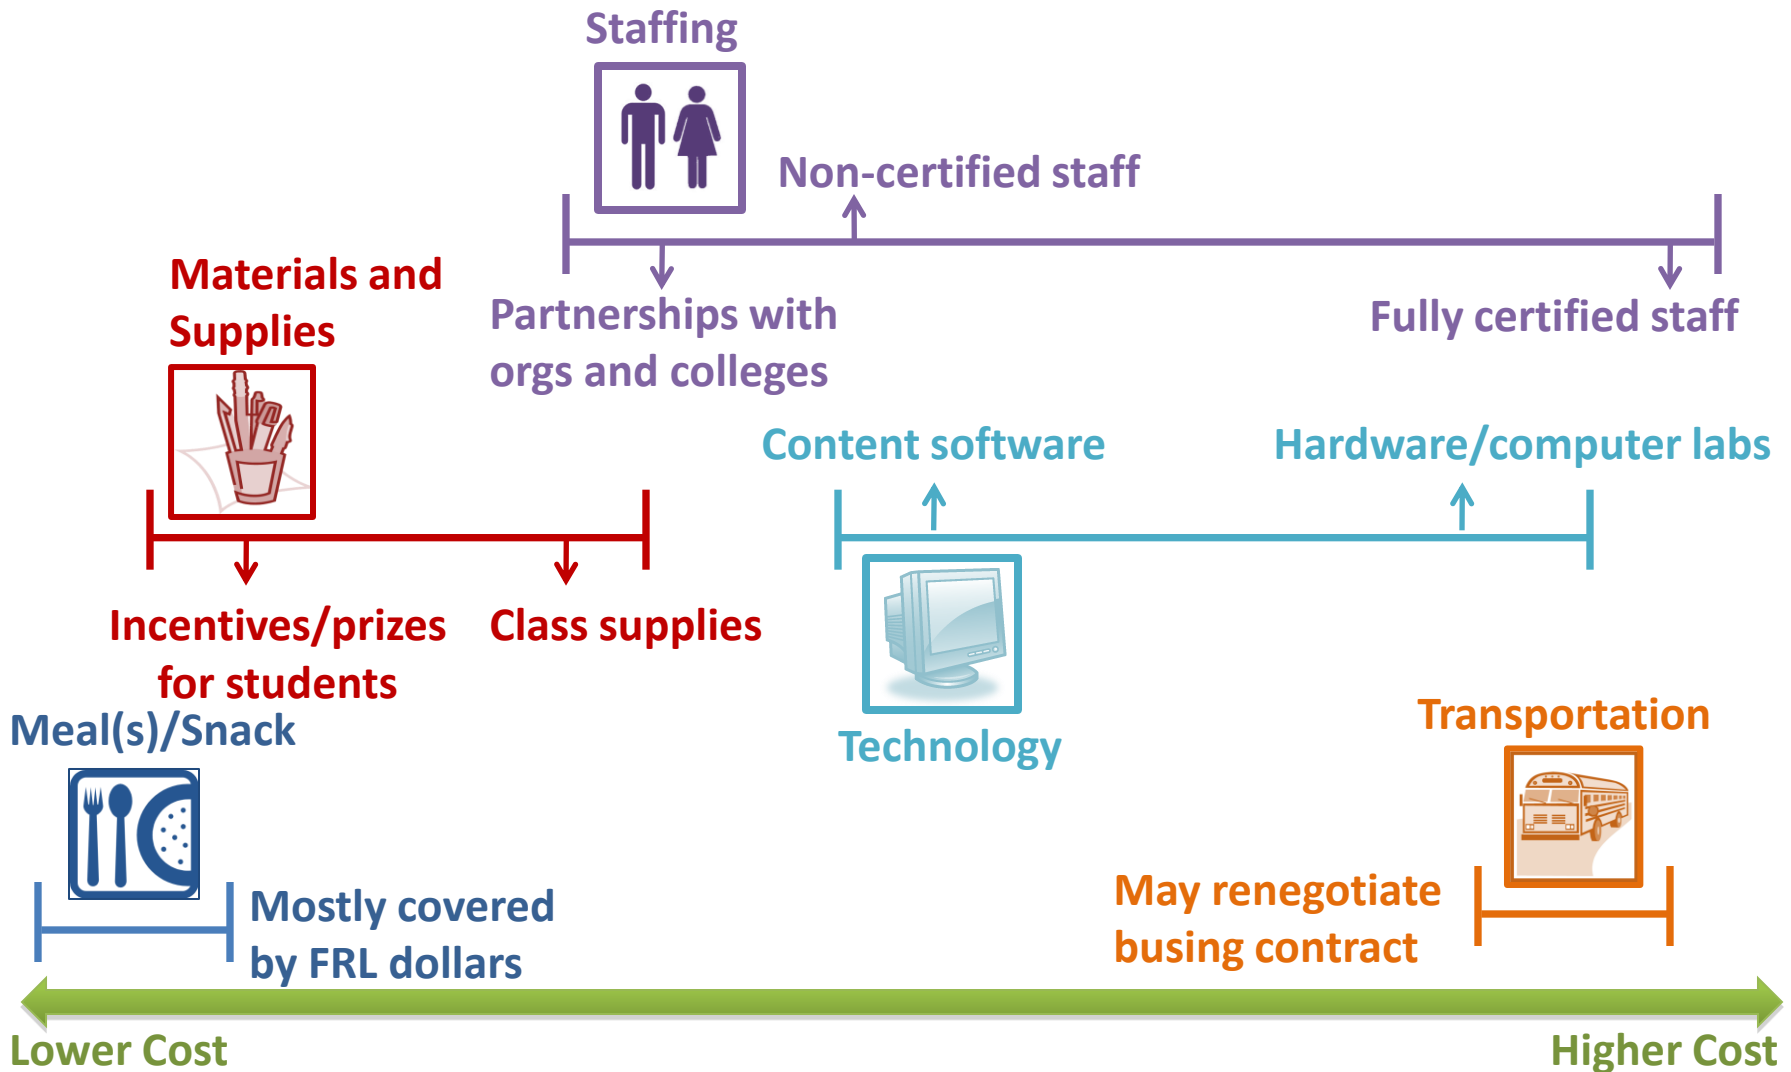 Staffing
Non-certified staff
Materials and
Supplies
Partnerships with
orgs and colleges
Fully certified staff
Content software
Hardware/computer labs
Incentives/prizes
for students
Class supplies
Technology
Meal(s)/Snack
Mostly covered
by FRL dollars
Transportation
May renegotiate
busing contract
Lower Cost
Higher Cost